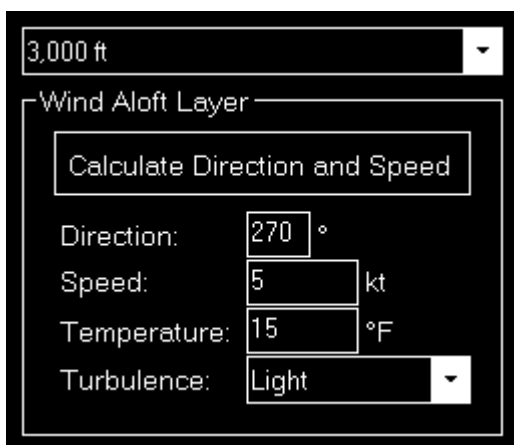 3,000 ft
Wind Aloft Layer
Calculate Direction and Speed
Direction: 270 °
Speed: 5 kt
Temperature: 15 °F
Turbulence: Light